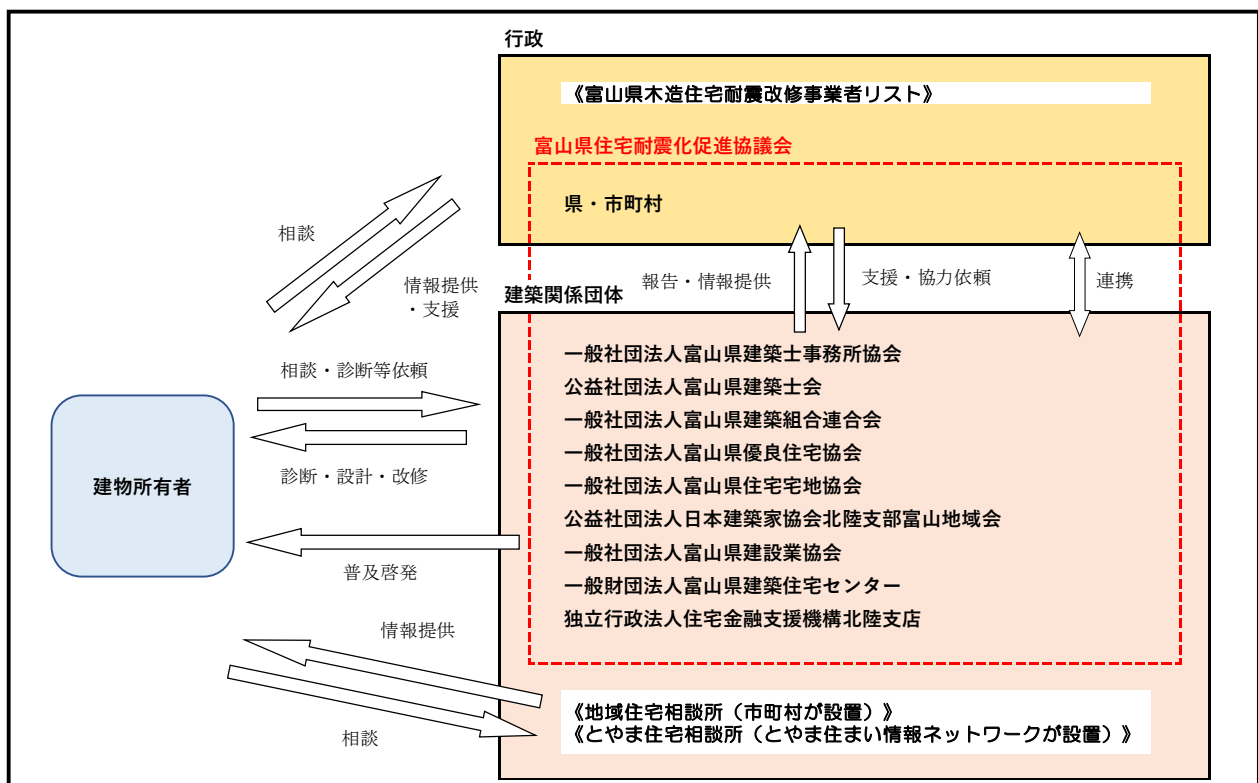 行政
《富山県木造住宅耐震改修事業者リスト》
富山県住宅耐震化促進協議会
県・市町村
相談
情報提供
・支援
報告・情報提供
支援・協力依頼
連携
建築関係団体
一般社団法人富山県建築士事務所協会
公益社団法人富山県建築士会
一般社団法人富山県建築組合連合会
一般社団法人富山県優良住宅協会
一般社団法人富山県住宅宅地協会
公益社団法人日本建築家協会北陸支部富山地域会
一般社団法人富山県建設業協会
一般財団法人富山県建築住宅センター
独立行政法人住宅金融支援機構北陸支店
相談・診断等依頼
診断・設計・改修
建物所有者
普及啓発
情報提供
相談
《地域住宅相談所（市町村が設置）》
《とやま住宅相談所（とやま住まい情報ネットワークが設置）》